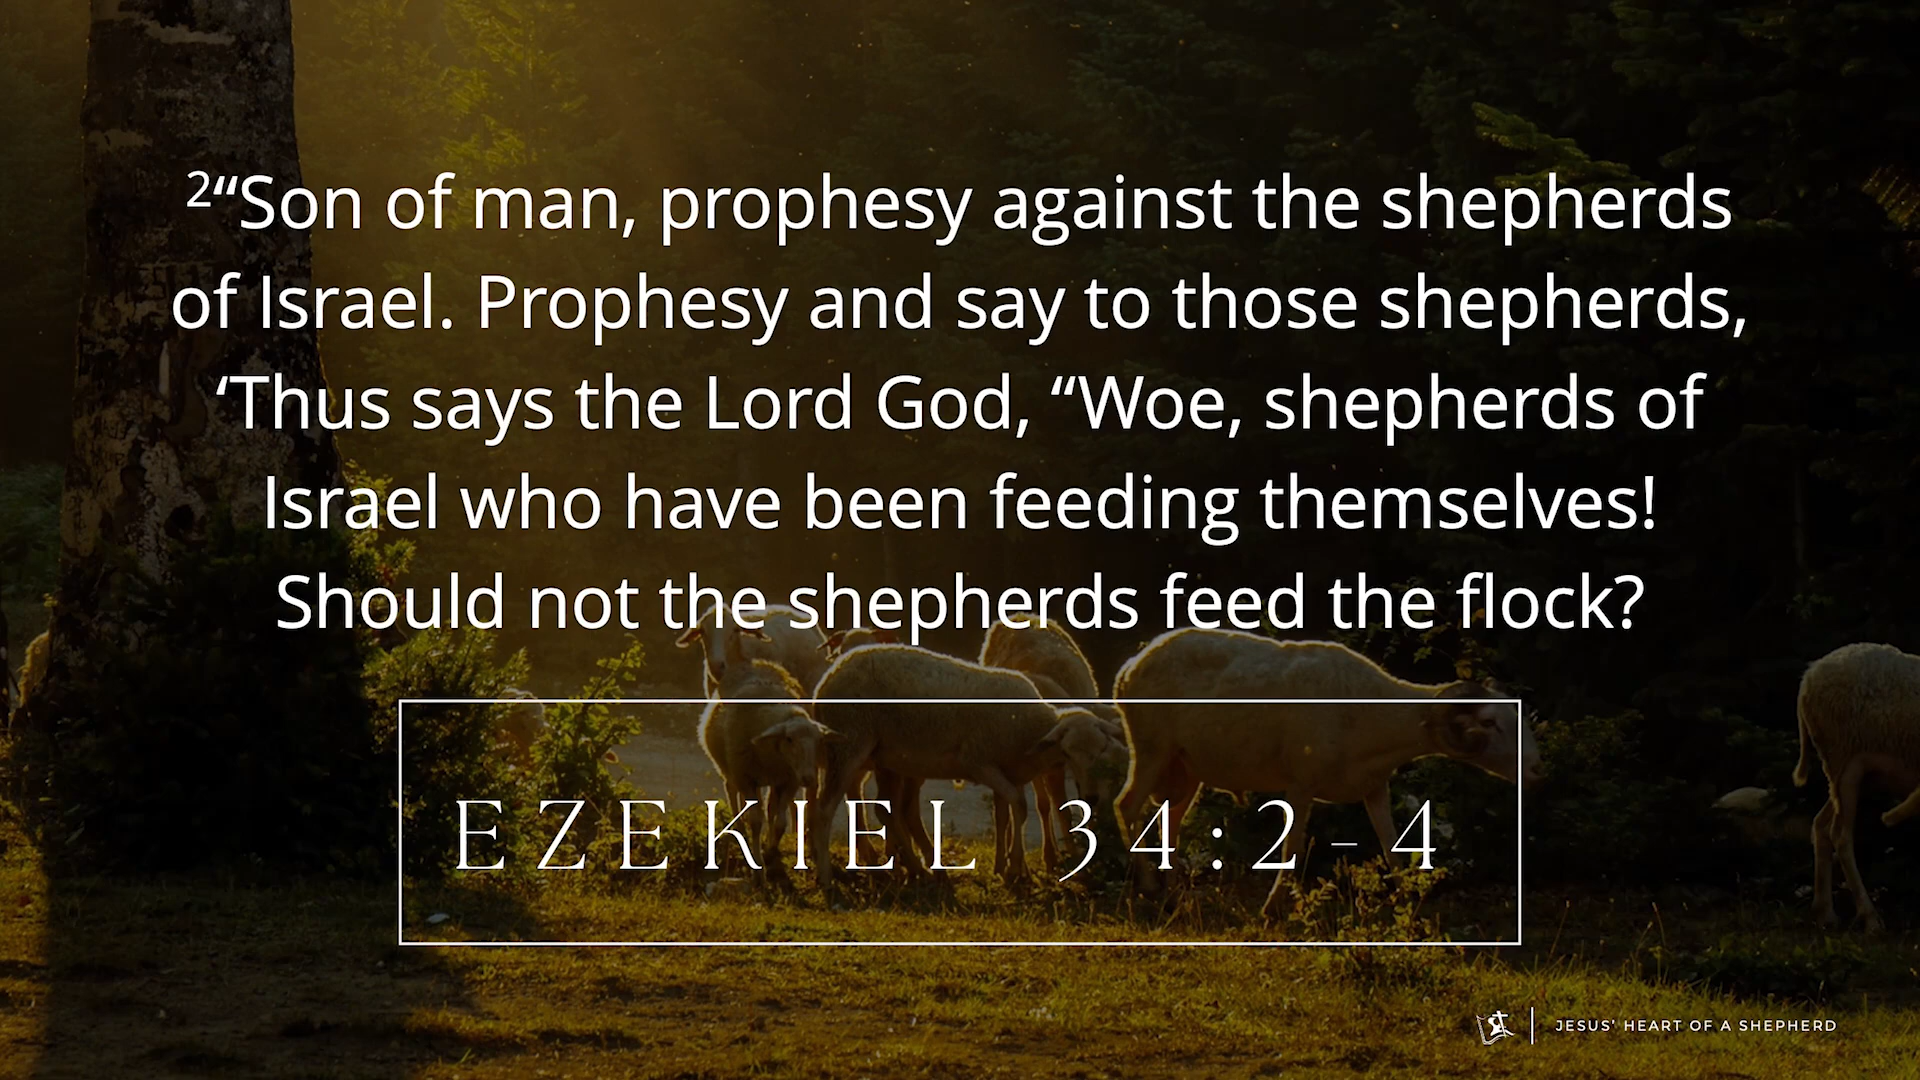 ²“Son of man, prophesy against the shepherds
of Israel. Prophesy and say to those shepherds,
‘Thus says the Lord God, “Woe, shepherds of
Israel who have been feeding themselves!
Should not the shepherds feed the flock?
EZEKIEL 34:2-4
JESUS' HEART OF A SHEPHERD